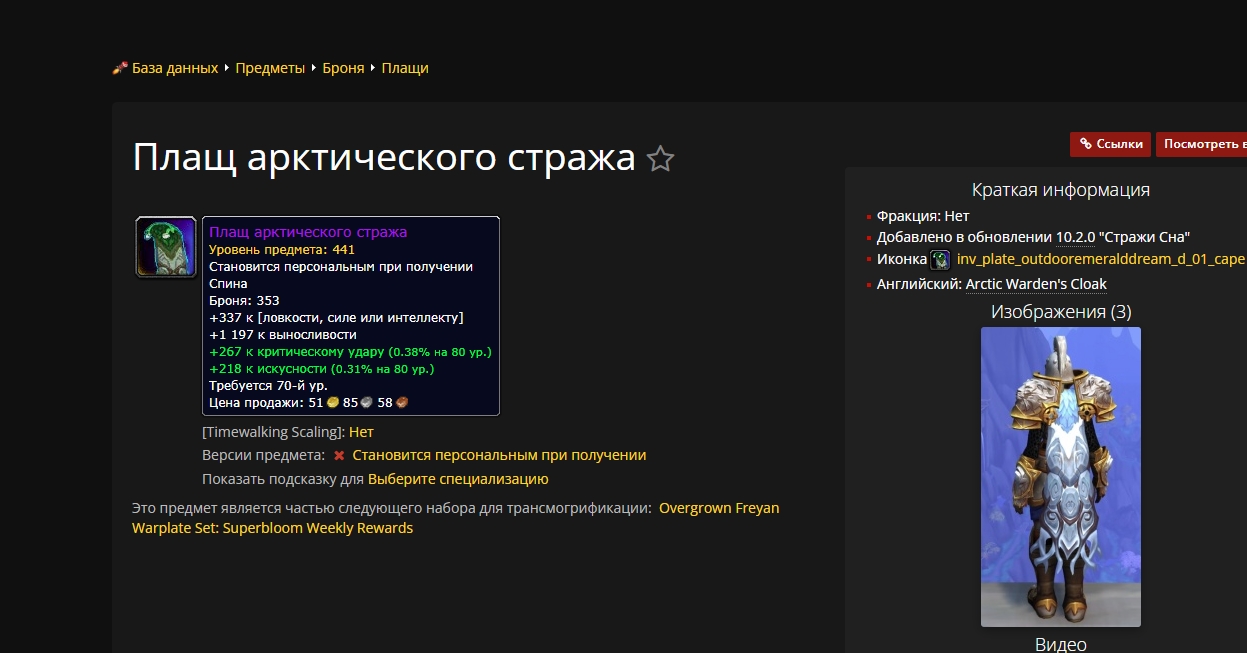 База данных Предметы Броня Плащи
Плащ арктического стража
Ссылки
Посмотреть в
Плащ арктического стража
Уровень предмета: 441
Становится персональным при получении
Спина
Броня: 353
+337 к [ловкости, силе или интеллекту]
+1 197 к выносливости
+267 к критическому удару (0.38% на 80 ур.)
+218 к искусности (0.31% на 80 ур.)
Требуется 70-й ур.
Цена продажи: 51 85 58
[Timewalking Scaling]: Нет
Версии предмета: Становится персональным при получении
Показать подсказку для Выберите специализацию
Это предмет является частью следующего набора для трансмогрификации: Overgrown Freyan
Warplate Set: Superbloom Weekly Rewards
Краткая информация
Фракция: Нет
Добавлено в обновлении 10.2.0 "Стражи Сна"
Иконка inv_plate_outdooremeralddream_d_01_cape
Английский: Arctic Warden's Cloak
Изображения (3)
Видео